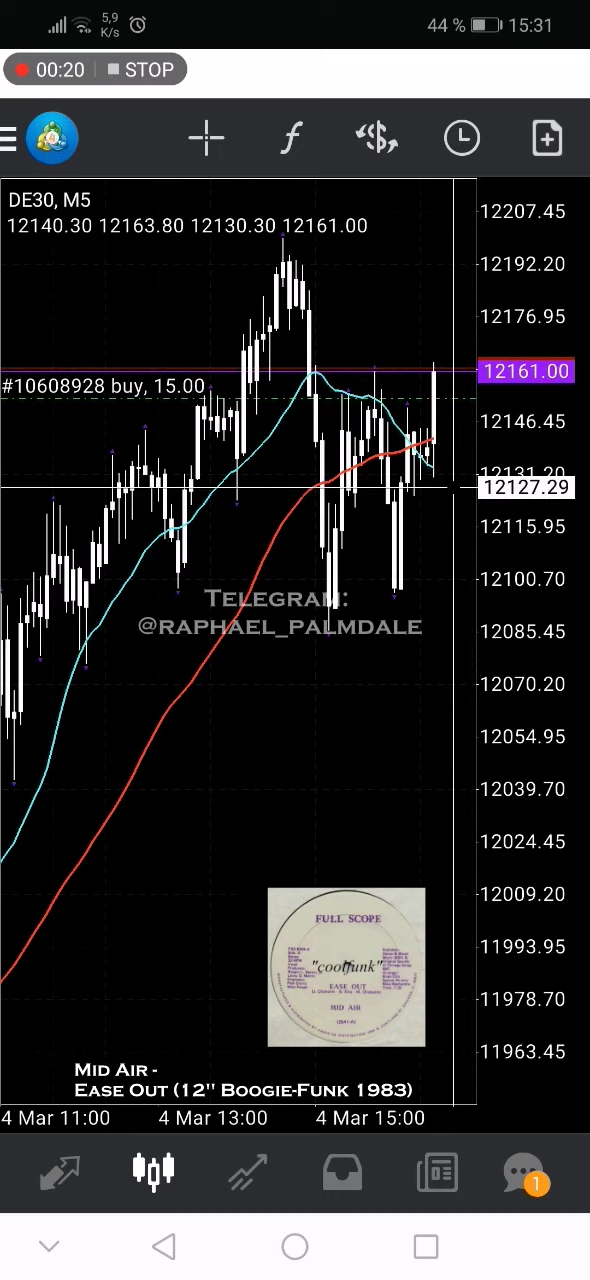 5,9
K/s
44 %
15:31
00:20
STOP
DE30, M5
12140.30 12163.80 12130.30 12161.00
#10608928 buy, 15.00
12207.45
12192.20
12176.95
12161.00
12146.45
12131.20
12127.29
12115.95
12100.70
12085.45
12070.20
12054.95
12039.70
12024.45
12009.20
11993.95
11978.70
11963.45
TELEGRAM:
@RAPHAEL_PALMDALE
FULL SCOPE
"coolfunk"
EASE OUT
MID AIR
MID AIR -
EASE OUT (12" BOOGIE-FUNK 1983)
4 Mar 11:00
4 Mar 13:00
4 Mar 15:00
1